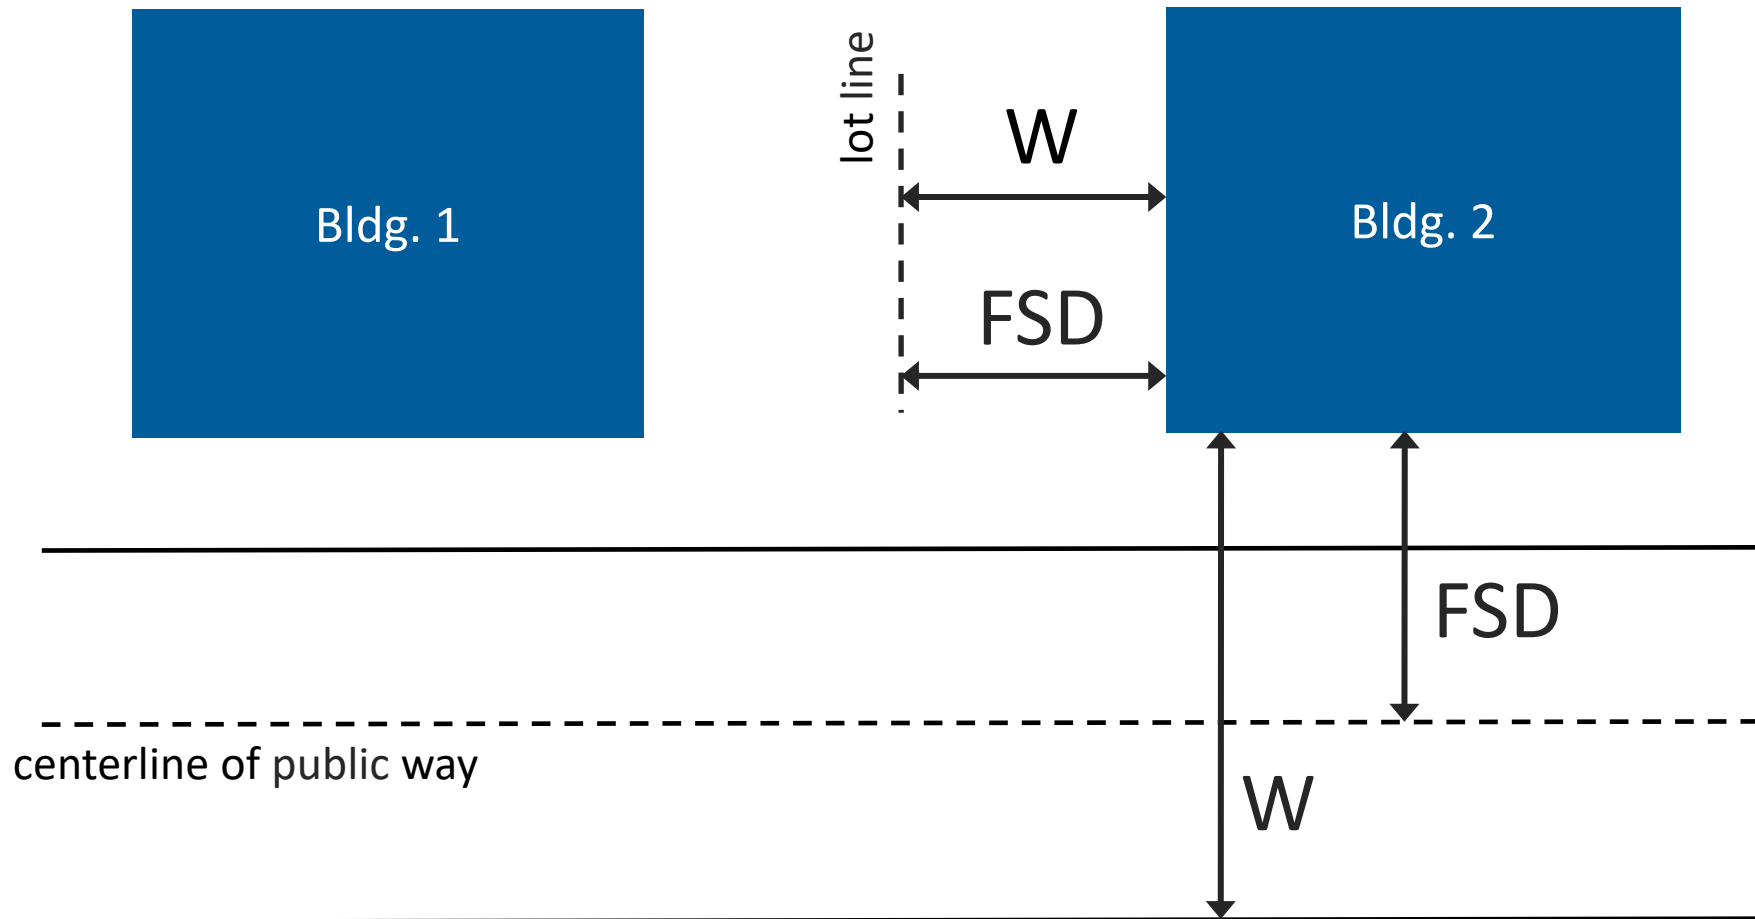 lot line
W
Bldg. 1
Bldg. 2
FSD
FSD
centerline of public way
W